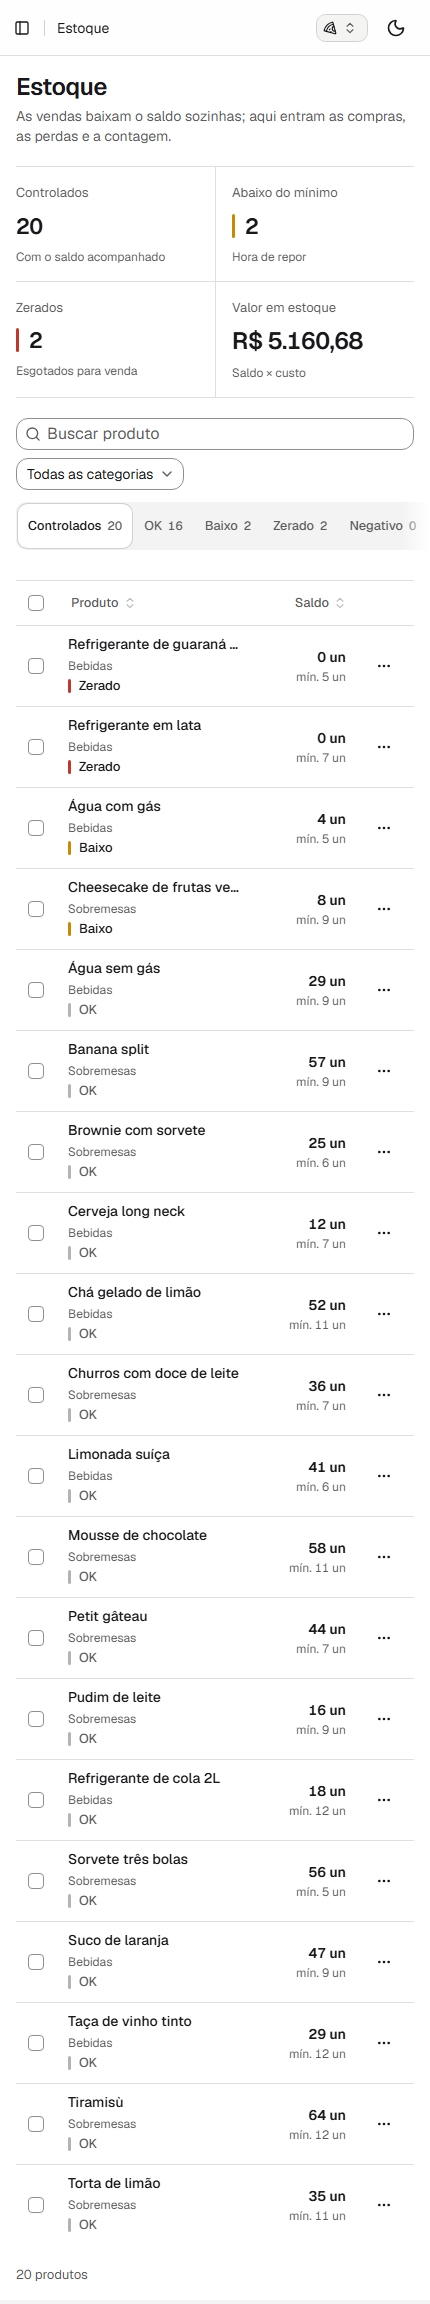 Estoque
Estoque
As vendas baixam o saldo sozinhas; aqui entram as compras,
as perdas e a contagem.
Controlados
20
Com o saldo acompanhado
Abaixo do mínimo
2
Hora de repor
Zerados
2
Esgotados para venda
Valor em estoque
R$ 5.160,68
Saldo × custo
Buscar produto
Todas as categorias
Controlados 20 OK 16 Baixo 2 Zerado 2 Negativo 0
Produto Saldo
Refrigerante de guaraná ...
Bebidas
Zerado
0 un
mín. 5 un
Refrigerante em lata
Bebidas
Zerado
0 un
mín. 7 un
Água com gás
Bebidas
Baixo
4 un
mín. 5 un
Cheesecake de frutas ve...
Sobremesas
Baixo
8 un
mín. 9 un
Água sem gás
Bebidas
OK
29 un
mín. 9 un
Banana split
Sobremesas
OK
57 un
mín. 9 un
Brownie com sorvete
Sobremesas
OK
25 un
mín. 6 un
Cerveja long neck
Bebidas
OK
12 un
mín. 7 un
Chá gelado de limão
Bebidas
OK
52 un
mín. 11 un
Churros com doce de leite
Sobremesas
OK
36 un
mín. 7 un
Limonada suíça
Bebidas
OK
41 un
mín. 6 un
Mousse de chocolate
Sobremesas
OK
58 un
mín. 11 un
Petit gâteau
Sobremesas
OK
44 un
mín. 7 un
Pudim de leite
Sobremesas
OK
16 un
mín. 9 un
Refrigerante de cola 2L
Bebidas
OK
18 un
mín. 12 un
Sorvete três bolas
Sobremesas
OK
56 un
mín. 5 un
Suco de laranja
Bebidas
OK
47 un
mín. 9 un
Taça de vinho tinto
Bebidas
OK
29 un
mín. 12 un
Tiramisù
Sobremesas
OK
64 un
mín. 12 un
Torta de limão
Sobremesas
OK
35 un
mín. 11 un
20 produtos